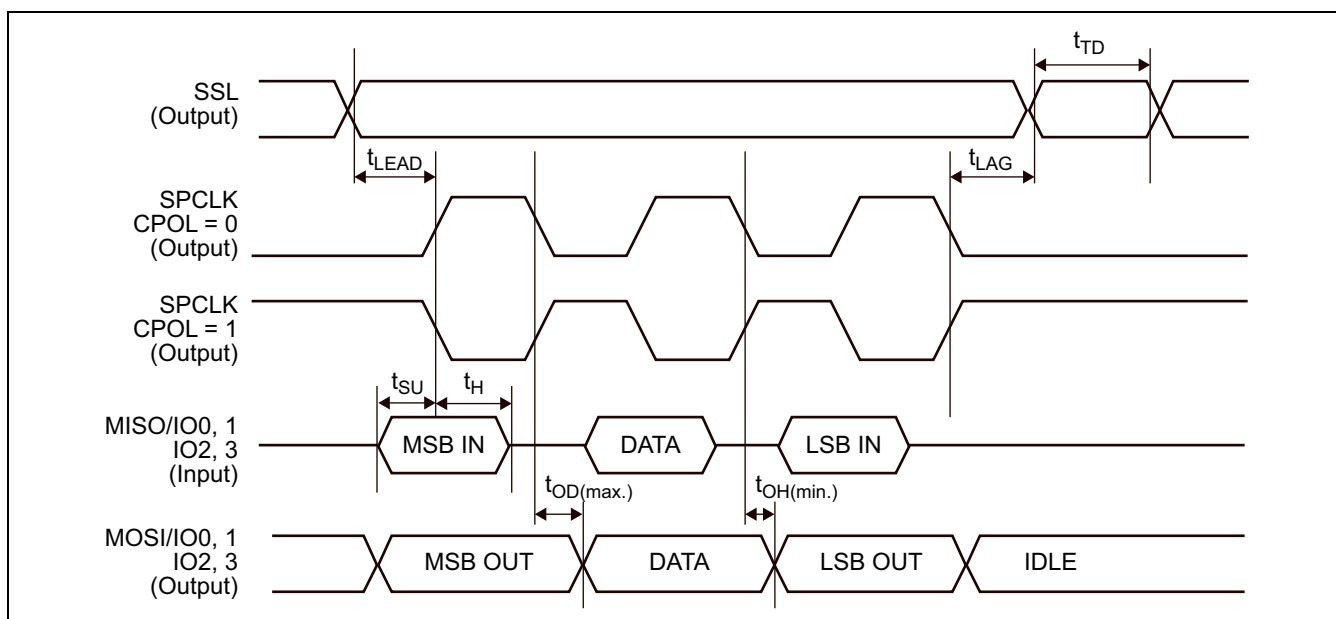 SSL
(Output)
tTD
tLEAD
tLAG
SPCLK
CPOL = 0
(Output)
SPCLK
CPOL = 1
(Output)
tSU
tH
MISO/IO0, 1
IO2, 3
(Input)
MSB IN
DATA
LSB IN
tOD(max.)
tOH(min.)
MOSI/IO0, 1
IO2, 3
(Output)
MSB OUT
DATA
LSB OUT
IDLE